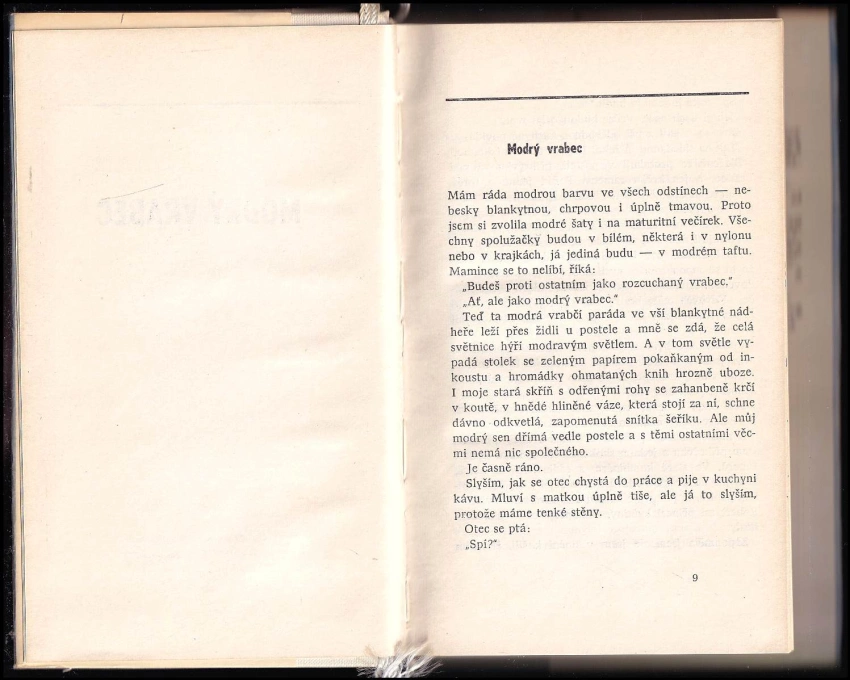 Modrý vrabec
Mám ráda modrou barvu ve všech odstínech — ne-
besky blankytnou, chrpovou i úplně tmavou. Proto
jsem si zvolila modré šaty i na maturitní večírek. Vše-
chny spolužačky budou v bílém, některá i v nylonu
nebo v krajkách, já jediná budu — v modrém taftu.
Mamince se to nelíbí, říká:
„Budeš proti ostatním jako rozcuchaný vrabec.“
„Ať, ale jako modrý vrabec.“
Teď ta modrá vrabčí paráda ve vší blankytné nád-
heře leží přes židli u postele a mně se zdá, že celá
světnice hýří modravým světlem. A v tom světle vy-
padá stolek se zeleným papírem pokaňkaným od in-
koustu a hromádky ohmataných knih hrozně uboze.
I moje stará skříň s odřenými rohy se zahanbeně krčí
v koutě, v hnědé hliněné váze, která stojí za ní, schne
dávno odkvetlá, zapomenutá snítka šeříku. Ale můj
modrý sen dřímá vedle postele a s těmi ostatními věc-
mi nemá nic společného.
Je časně ráno.
Slyším, jak se otec chystá do práce a pije v kuchyni
kávu. Mluví s matkou úplně tiše, ale já to slyším,
protože máme tenké stěny.
Otec se ptá:
„Spí?“
9